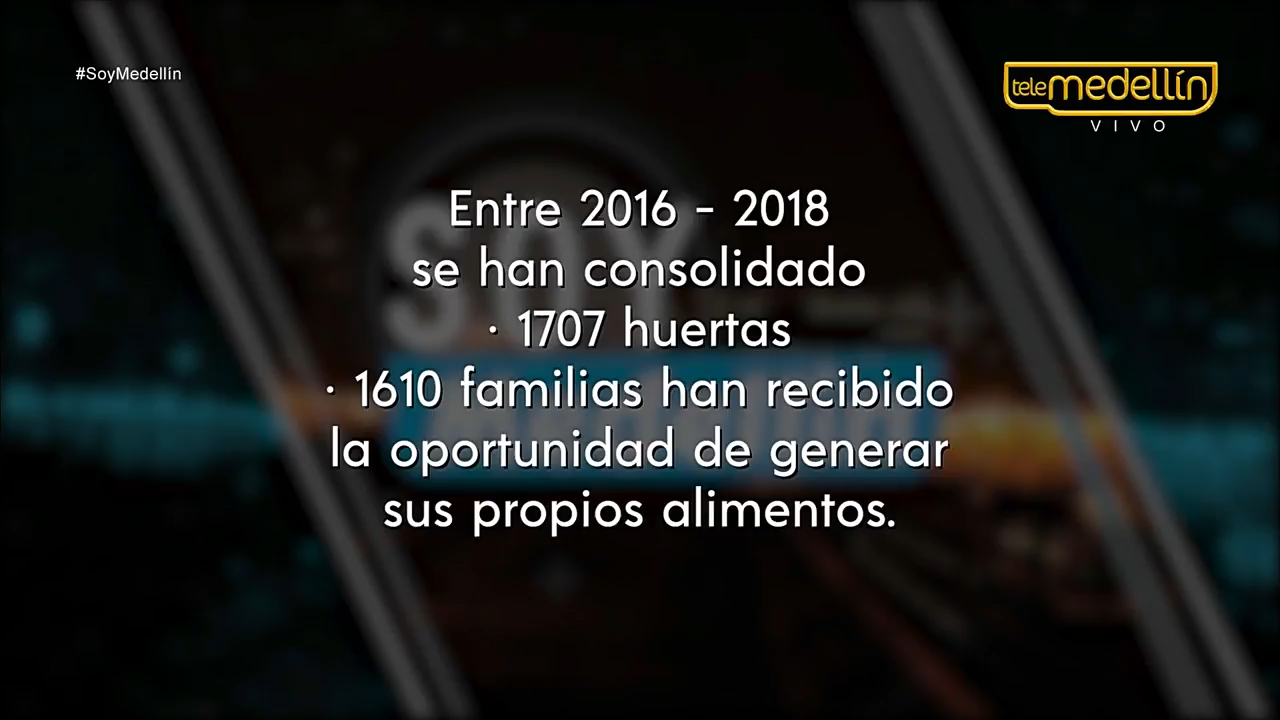 #SoyMedellín
telemedellín
VIVO
Entre 2016 - 2018
se han consolidado
· 1707 huertas
· 1610 familias han recibido
la oportunidad de generar
sus propios alimentos.
SOY